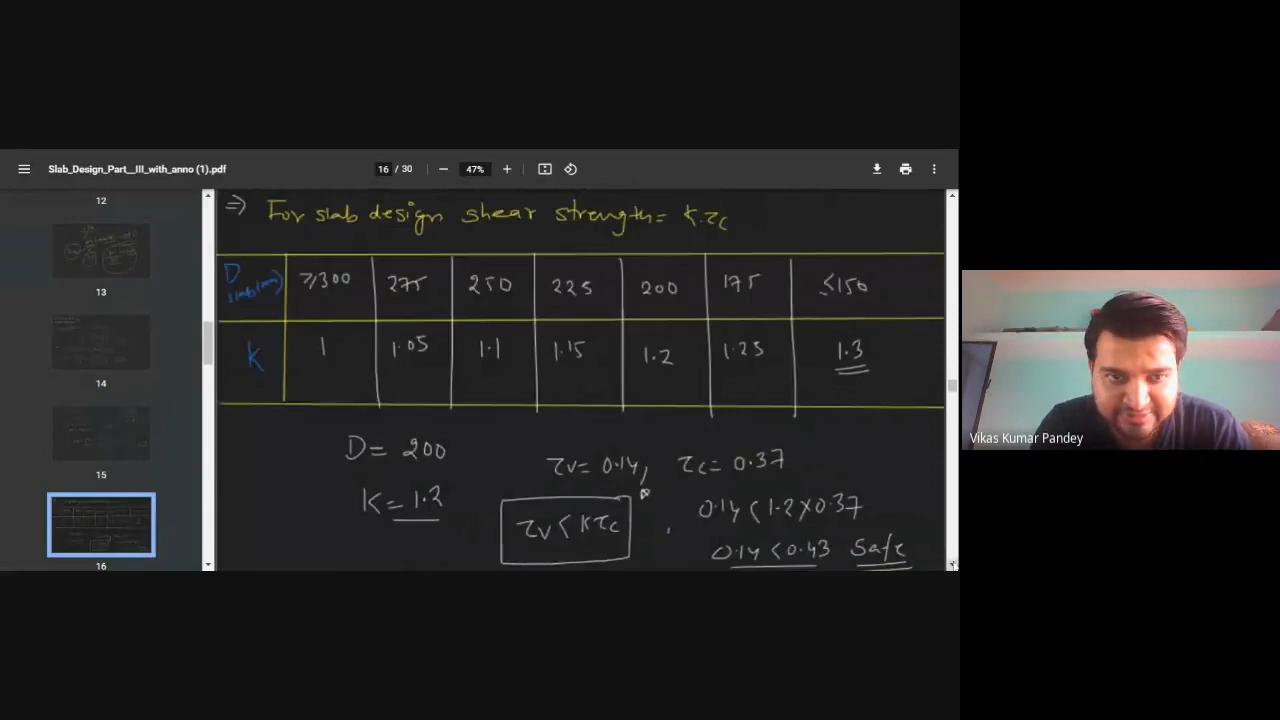 Slab_Design_Part__III_with_anno (1).pdf
16 / 30
47%
12
13
14
15
16
⇒ For slab design shear strength = K.τc
D slab(mm) ≥300 275 250 225 200 175 ≤150
K 1 1.05 1.1 1.15 1.2 1.25 1.3
D = 200
τv = 0.14, τc = 0.37
K = 1.2
τv < Kτc
0.14 < 1.2 × 0.37
0.14 < 0.43 Safe
Vikas Kumar Pandey